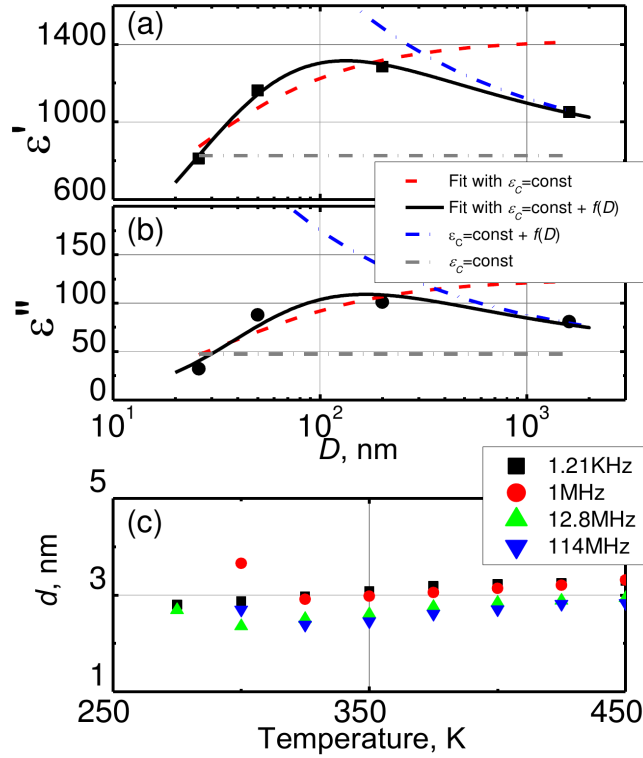 (a)
1400
1000
600
ε'
Fit with εC=const
Fit with εC=const + f(D)
εC=const + f(D)
εC=const
(b)
150
100
50
0
ε''
10¹
10²
10³
D, nm
1.21KHz
1MHz
12.8MHz
114MHz
(c)
5
3
1
d, nm
250
350
450
Temperature, K